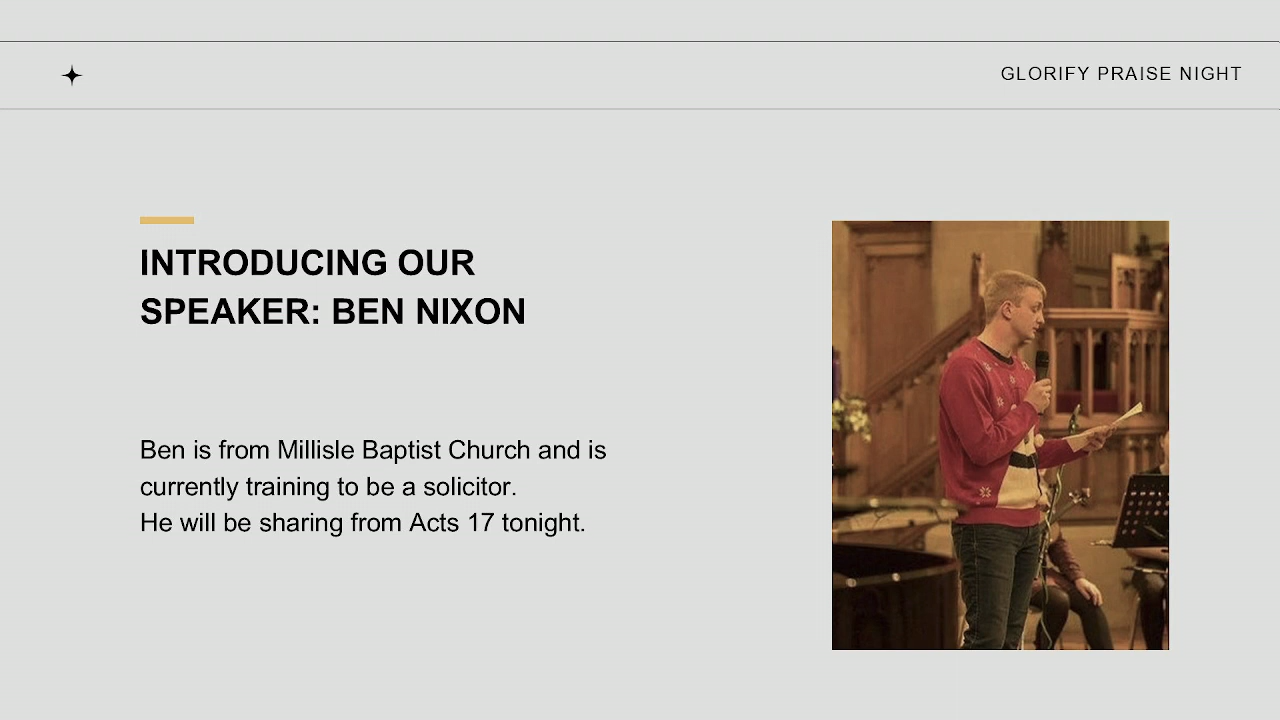 GLORIFY PRAISE NIGHT
INTRODUCING OUR
SPEAKER: BEN NIXON
Ben is from Millisle Baptist Church and is
currently training to be a solicitor.
He will be sharing from Acts 17 tonight.